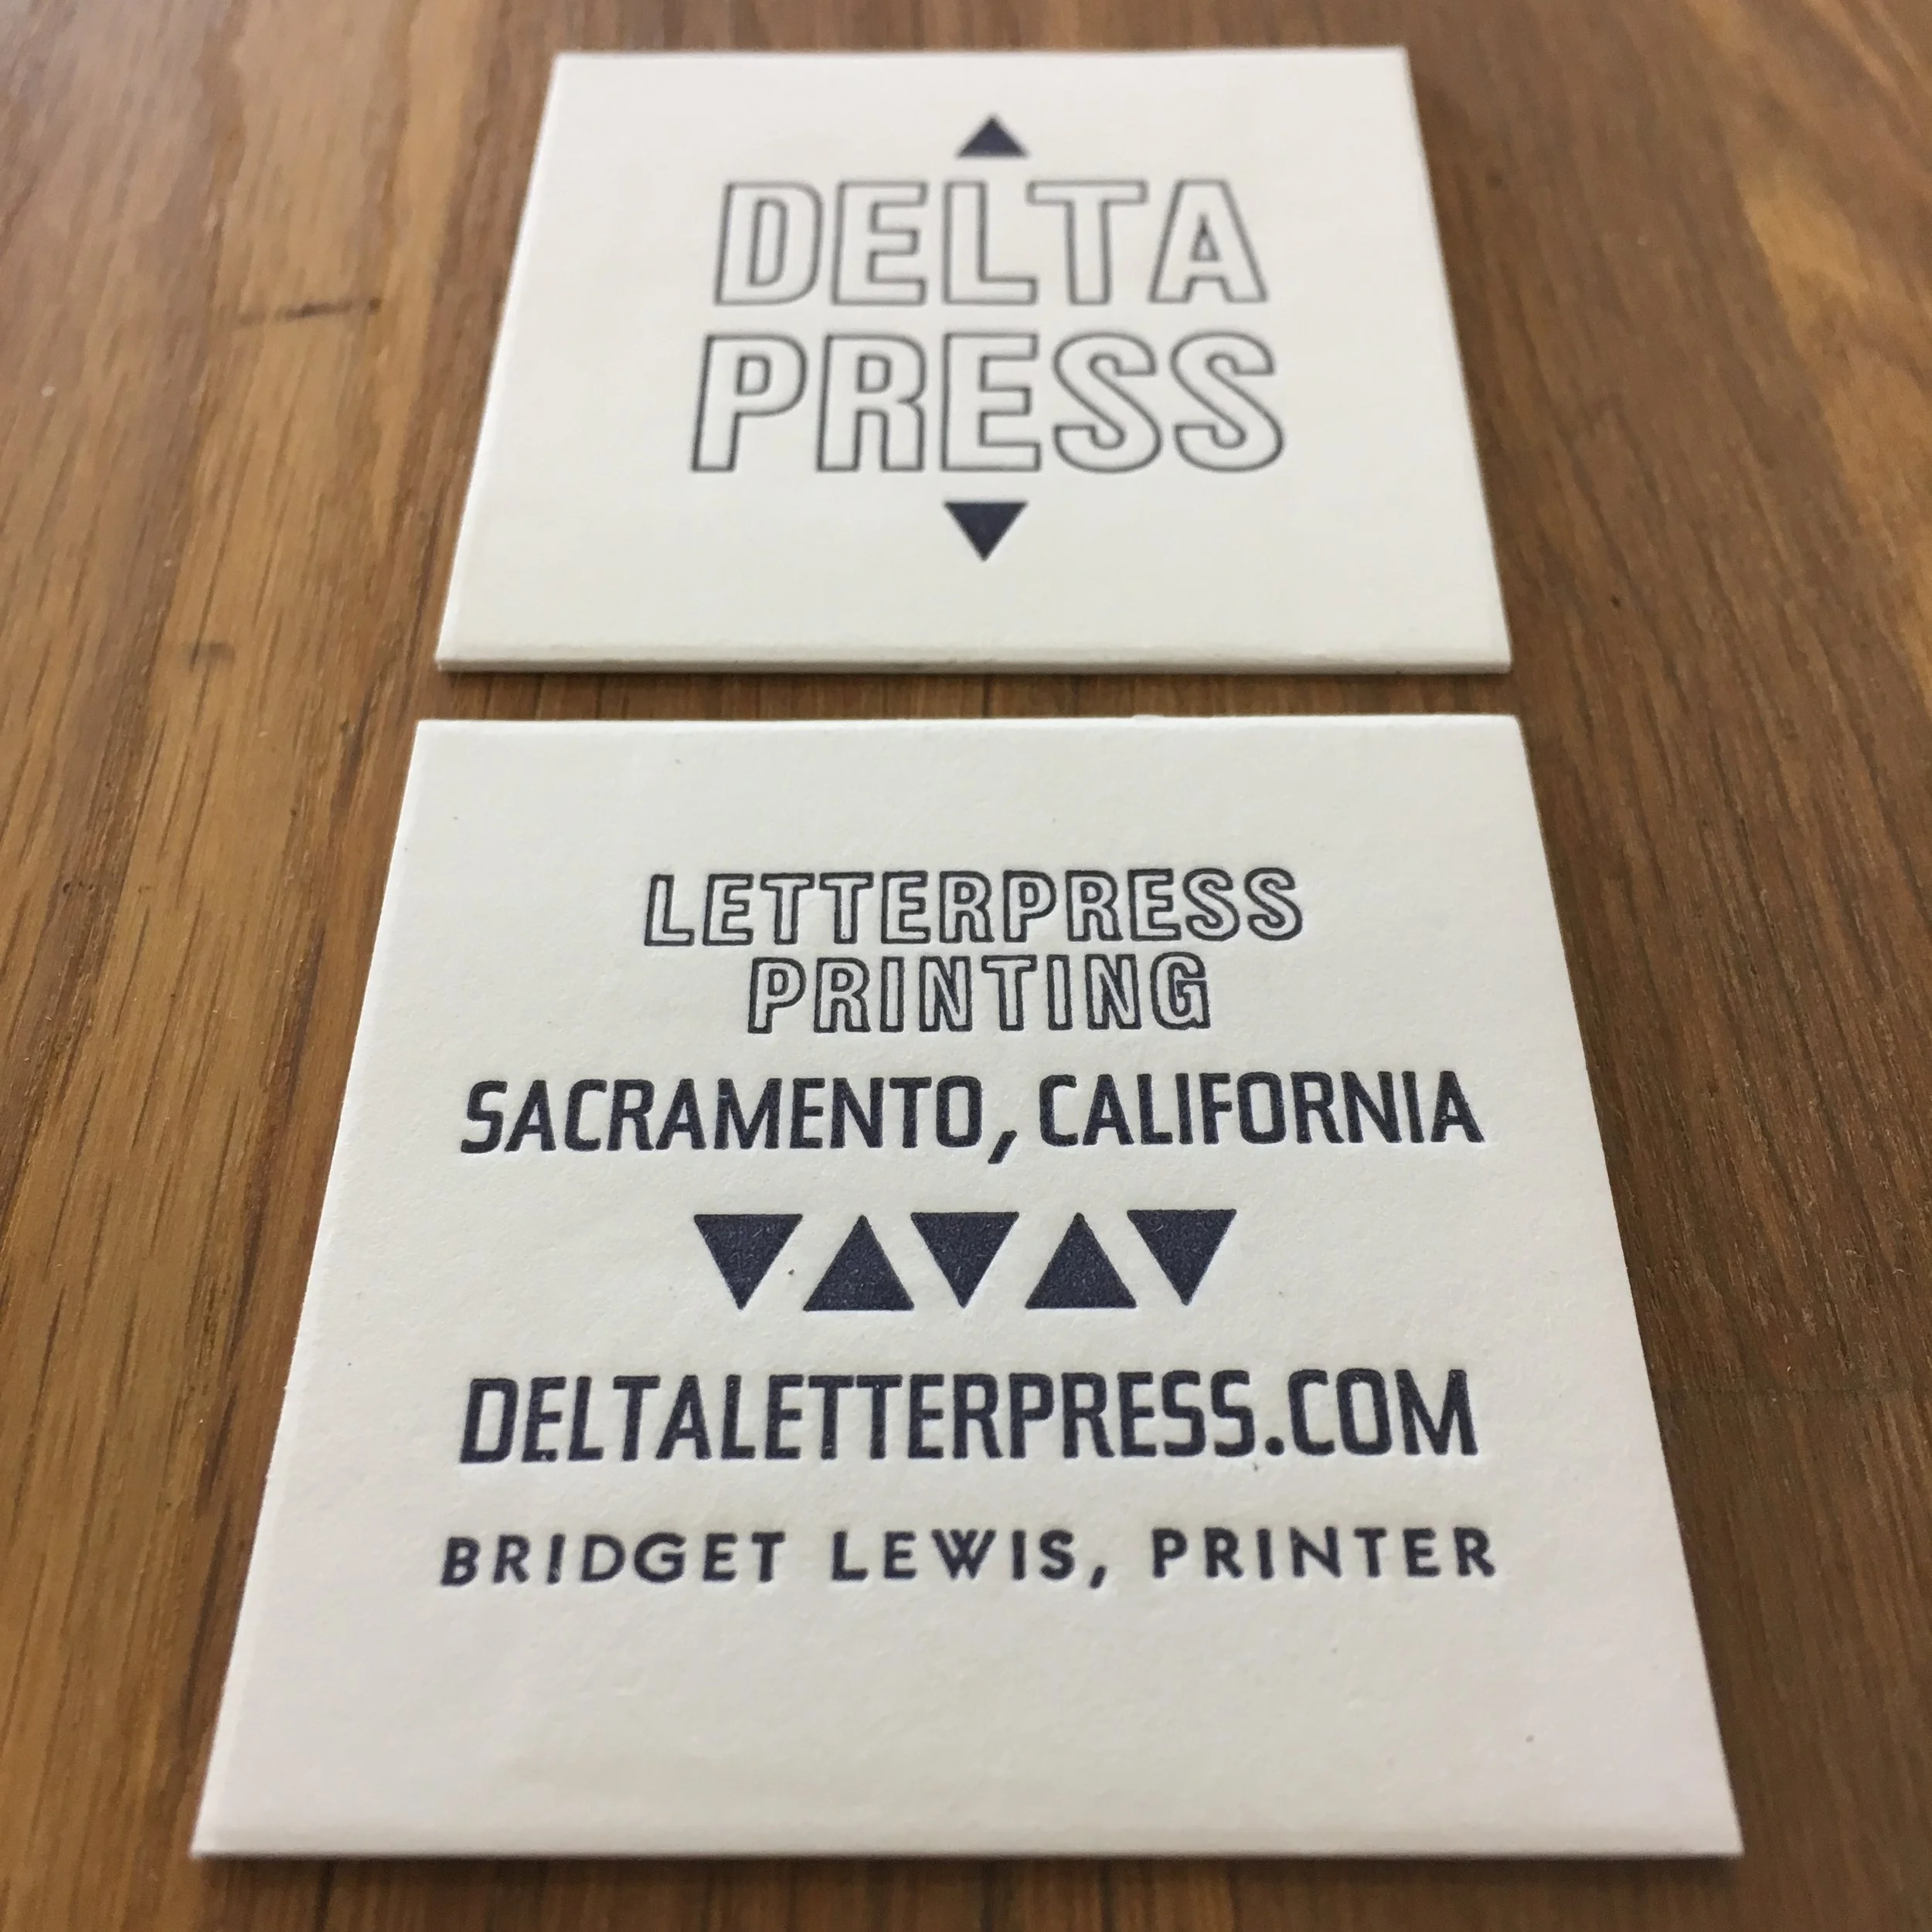 DELTA
PRESS
LETTERPRESS
PRINTING
SACRAMENTO, CALIFORNIA
DELTALETTERPRESS.COM
BRIDGET LEWIS, PRINTER